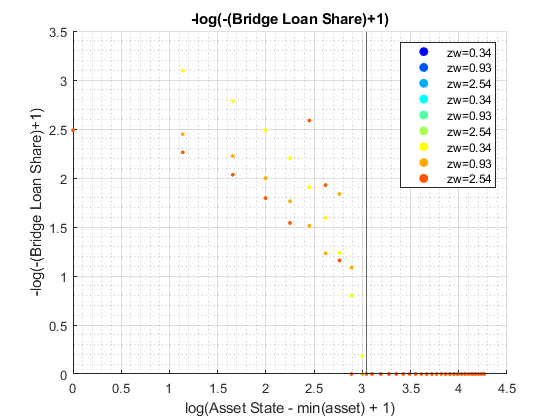 -log(-(Bridge Loan Share)+1)
3.5
3
2.5
2
1.5
1
0.5
0
-log(-(Bridge Loan Share)+1)
zw=0.34
zw=0.93
zw=2.54
zw=0.34
zw=0.93
zw=2.54
zw=0.34
zw=0.93
zw=2.54
0 0.5 1 1.5 2 2.5 3 3.5 4 4.5
log(Asset State - min(asset) + 1)